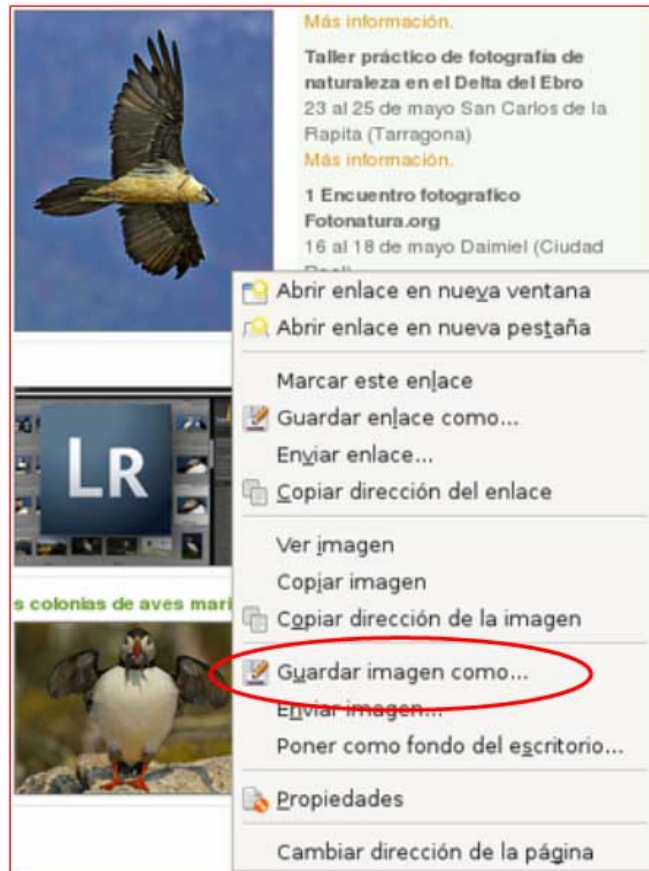 Más información.
Taller práctico de fotografía de
naturaleza en el Delta del Ebro
23 al 25 de mayo San Carlos de la
Rapita (Tarragona)
Más información.
1 Encuentro fotografico
Fotonatura.org
16 al 18 de mayo Daimiel (Ciudad
Abrir enlace en nueva ventana
Abrir enlace en nueva pestaña
Marcar este enlace
Guardar enlace como...
Enviar enlace...
Copiar dirección del enlace
LR
Ver imagen
Copiar imagen
Copiar dirección de la imagen
s colonias de aves mari
Guardar imagen como...
Enviar imagen...
Poner como fondo del escritorio...
Propiedades
Cambiar dirección de la página